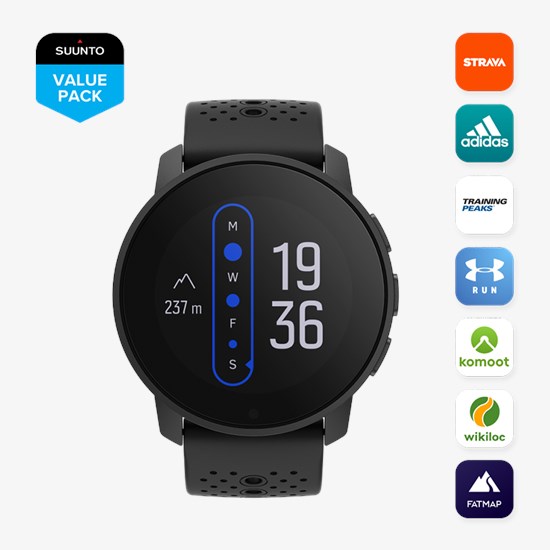 SUUNTO
VALUE
PACK
M
W
F
S
237 m
19
36
STRAVA
adidas
TRAINING
PEAKS
RUN
komoot
wikiloc
FATMAP